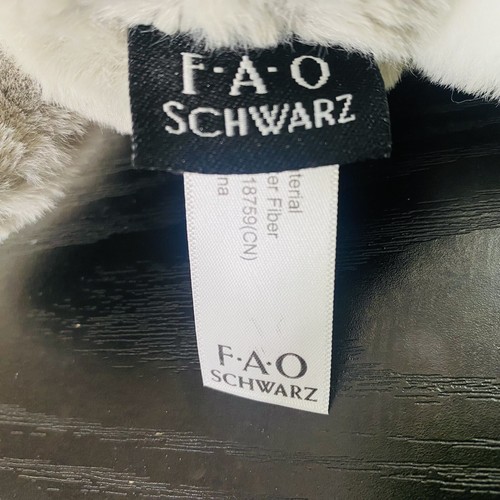 F·A·O
SCHWARZ
terial
er Fiber
18759(CN)
na
F·A·O
SCHWARZ